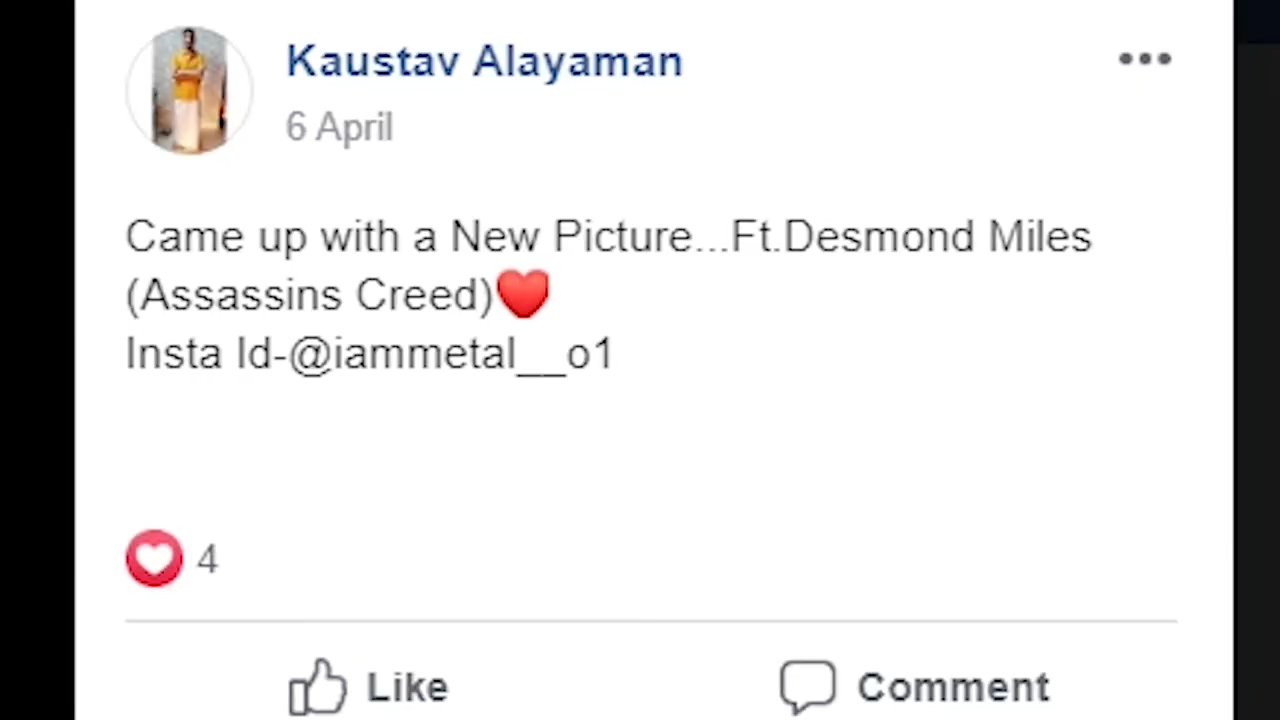 Kaustav Alayaman
6 April
Came up with a New Picture...Ft.Desmond Miles
(Assassins Creed)❤️
Insta Id-@iammetal__o1
4
Like
Comment